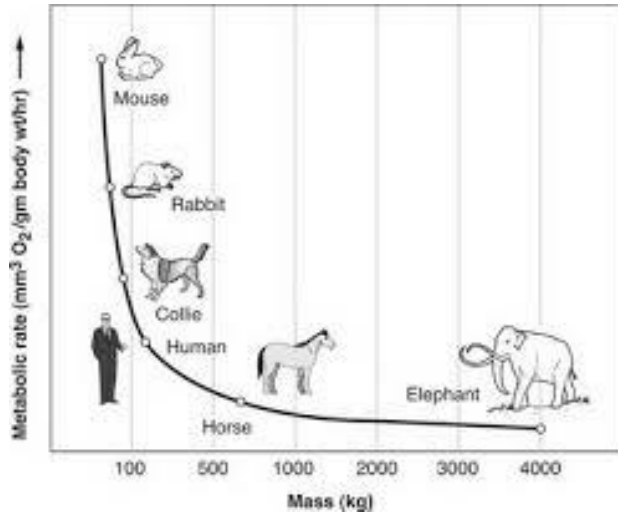 Metabolic rate (mm³ O₂/gm body wt/hr)
Mouse
Rabbit
Collie
Human
Horse
Elephant
100 500 1000 2000 3000 4000
Mass (kg)